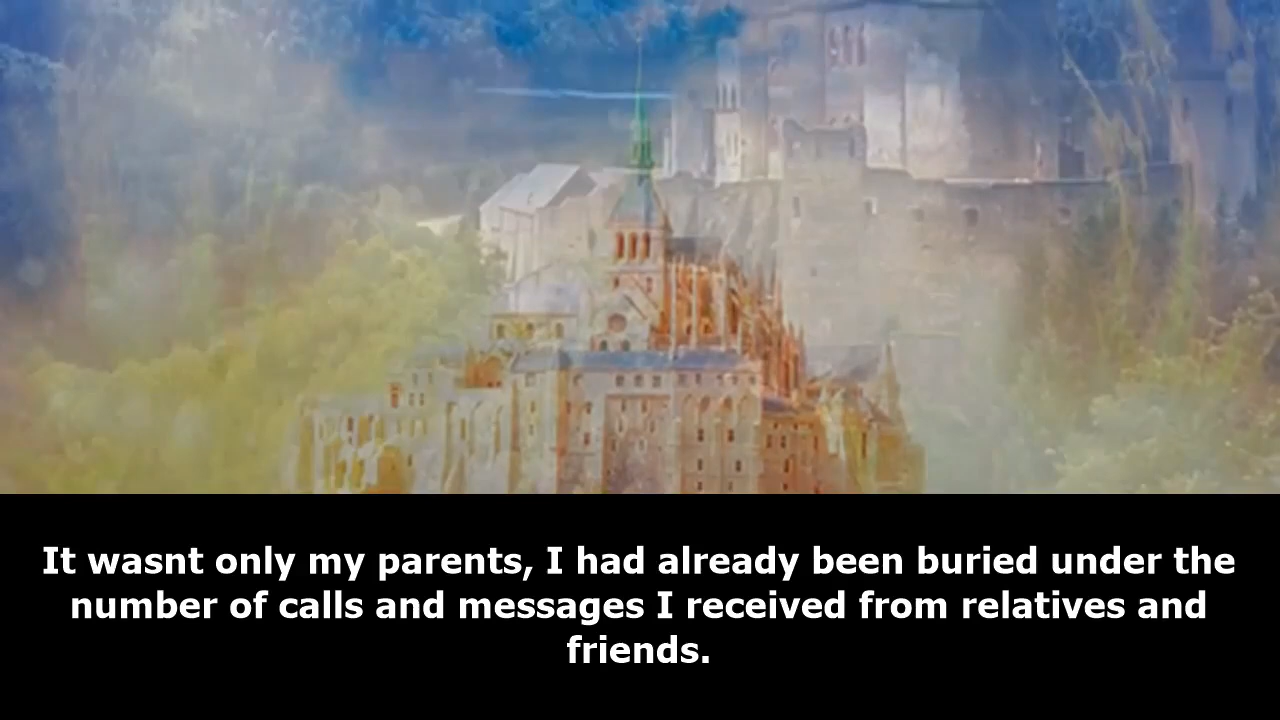 It wasnt only my parents, I had already been buried under the
number of calls and messages I received from relatives and
friends.